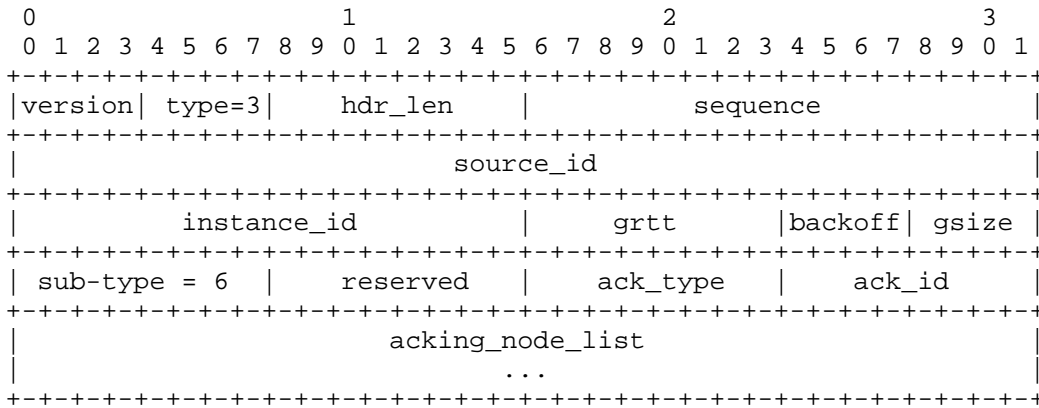 0                   1                   2                   3
 0 1 2 3 4 5 6 7 8 9 0 1 2 3 4 5 6 7 8 9 0 1 2 3 4 5 6 7 8 9 0 1
+-+-+-+-+-+-+-+-+-+-+-+-+-+-+-+-+-+-+-+-+-+-+-+-+-+-+-+-+-+-+-+-+
|version| type=3|    hdr_len    |          sequence             |
+-+-+-+-+-+-+-+-+-+-+-+-+-+-+-+-+-+-+-+-+-+-+-+-+-+-+-+-+-+-+-+-+
|                           source_id                           |
+-+-+-+-+-+-+-+-+-+-+-+-+-+-+-+-+-+-+-+-+-+-+-+-+-+-+-+-+-+-+-+-+
|          instance_id          |     grtt      |backoff| gsize |
+-+-+-+-+-+-+-+-+-+-+-+-+-+-+-+-+-+-+-+-+-+-+-+-+-+-+-+-+-+-+-+-+
| sub-type = 6  |    reserved   |    ack_type   |    ack_id     |
+-+-+-+-+-+-+-+-+-+-+-+-+-+-+-+-+-+-+-+-+-+-+-+-+-+-+-+-+-+-+-+-+
|                       acking_node_list                        |
|                              ...                              |
+-+-+-+-+-+-+-+-+-+-+-+-+-+-+-+-+-+-+-+-+-+-+-+-+-+-+-+-+-+-+-+-+